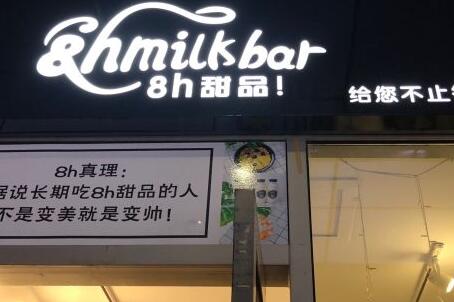 8hmilkbar
8h甜品!
给您不止
8h真理:
据说长期吃8h甜品的人
不是变美就是变帅!